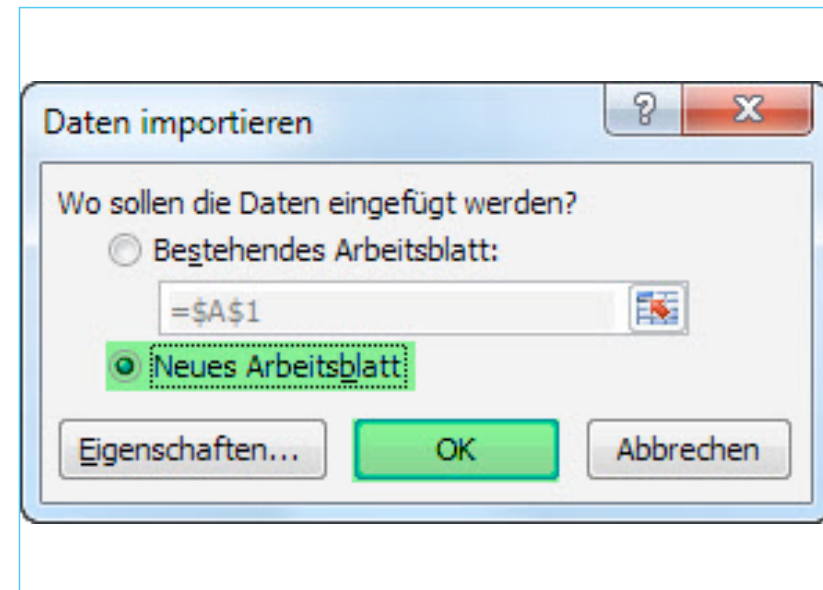 Daten importieren
Wo sollen die Daten eingefügt werden?
Bestehendes Arbeitsblatt:
=$A$1
Neues Arbeitsblatt
Eigenschaften... OK Abbrechen